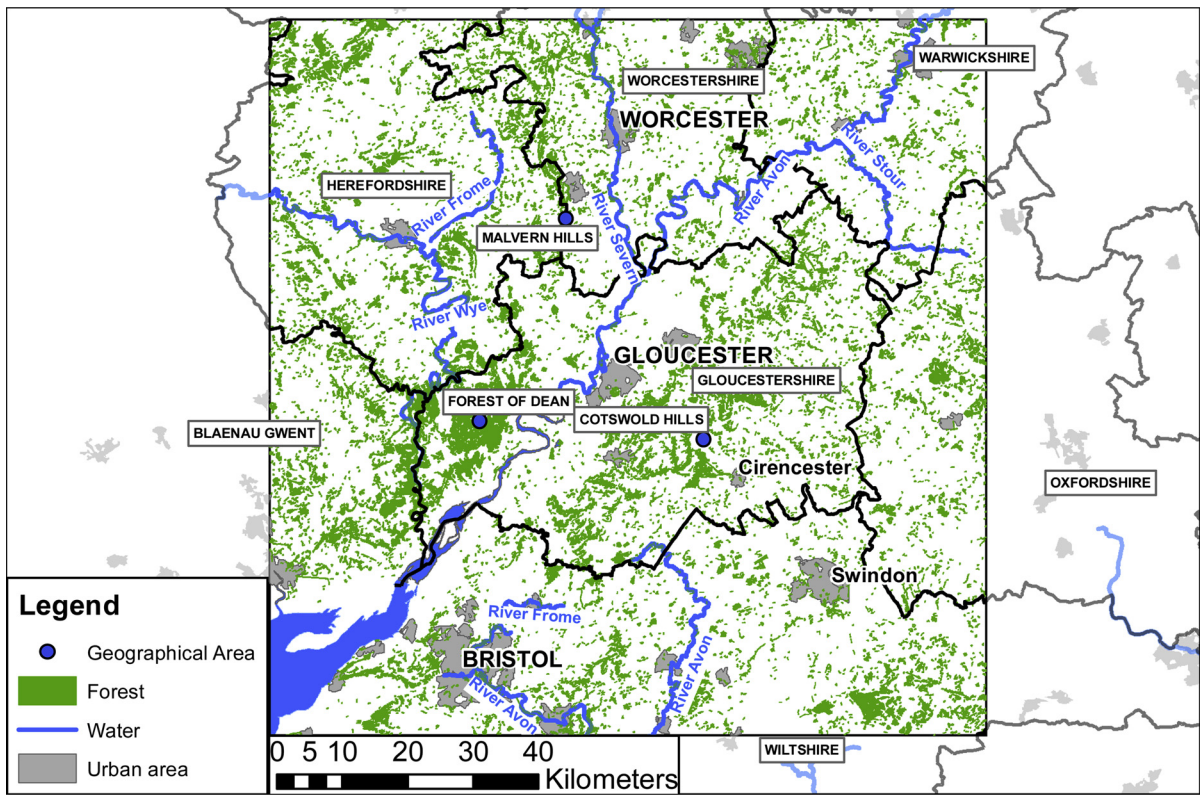 WARWICKSHIRE
WORCESTERSHIRE
WORCESTER
River Stour
HEREFORDSHIRE
River Frome
River Avon
MALVERN HILLS
River Severn
River Wye
GLOUCESTER
GLOUCESTERSHIRE
FOREST OF DEAN
COTSWOLD HILLS
BLAENAU GWENT
Cirencester
OXFORDSHIRE
Swindon
River Frome
BRISTOL
River Avon
River Avon
WILTSHIRE
Legend
Geographical Area
Forest
Water
Urban area
0 5 10 20 30 40
Kilometers